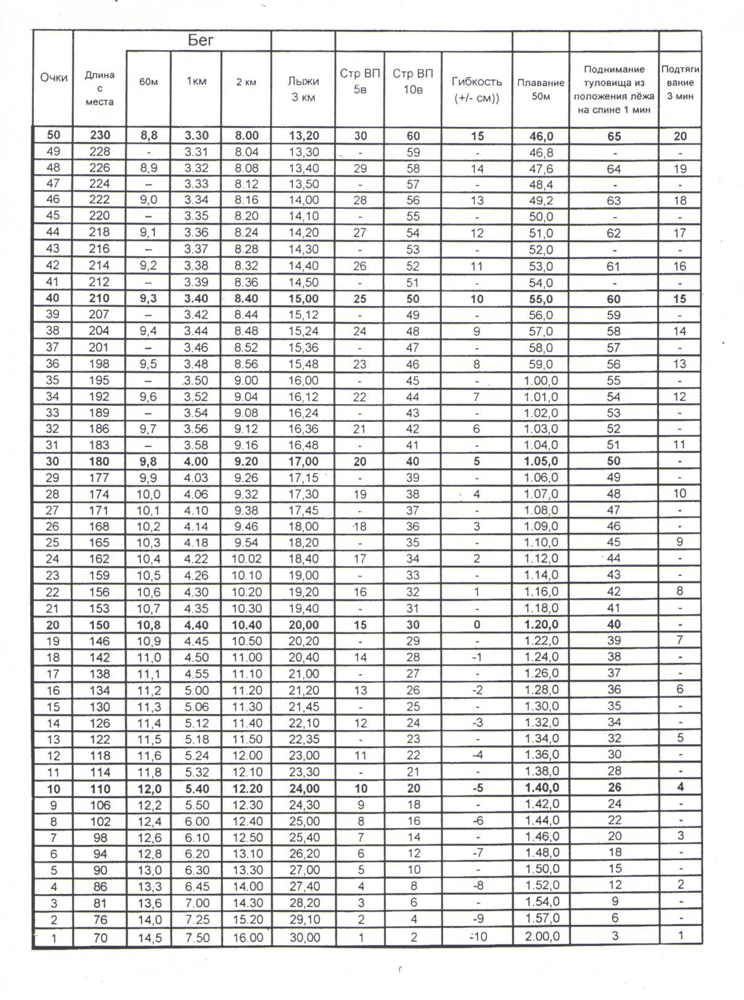 Бег
Очки Длина с места 60м 1км 2 км Лыжи 3 км Стр ВП 5в Стр ВП 10в Гибкость (+/- см)) Плавание 50м Поднимание туловища из положения лёжа на спине 1 мин Подтяги вание 3 мин
50 230 8,8 3.30 8.00 13,20 30 60 15 46,0 65 20
49 228 - 3.31 8.04 13,30 - 59 - 46,8 - -
48 226 8,9 3.32 8.08 13,40 29 58 14 47,6 64 19
47 224 – 3.33 8.12 13,50 - 57 - 48,4 - -
46 222 9,0 3.34 8.16 14,00 28 56 13 49,2 63 18
45 220 – 3.35 8.20 14,10 - 55 - 50,0 - -
44 218 9,1 3.36 8.24 14,20 27 54 12 51,0 62 17
43 216 – 3.37 8.28 14,30 - 53 - 52,0 - -
42 214 9,2 3.38 8.32 14,40 26 52 11 53,0 61 16
41 212 – 3.39 8.36 14,50 - 51 - 54,0 - -
40 210 9,3 3.40 8.40 15,00 25 50 10 55,0 60 15
39 207 – 3.42 8.44 15,12 - 49 - 56,0 59 -
38 204 9,4 3.44 8.48 15,24 24 48 9 57,0 58 14
37 201 – 3.46 8.52 15,36 - 47 - 58,0 57 -
36 198 9,5 3.48 8.56 15,48 23 46 8 59,0 56 13
35 195 – 3.50 9.00 16,00 - 45 - 1.00,0 55 -
34 192 9,6 3.52 9.04 16,12 22 44 7 1.01,0 54 12
33 189 – 3.54 9.08 16,24 - 43 - 1.02,0 53 -
32 186 9,7 3.56 9.12 16,36 21 42 6 1.03,0 52 -
31 183 – 3.58 9.16 16,48 - 41 - 1.04,0 51 11
30 180 9,8 4.00 9.20 17,00 20 40 5 1.05,0 50 -
29 177 9,9 4.03 9.26 17,15 - 39 - 1.06,0 49 -
28 174 10,0 4.06 9.32 17,30 19 38 4 1.07,0 48 10
27 171 10,1 4.10 9.38 17,45 - 37 - 1.08,0 47 -
26 168 10,2 4.14 9.46 18,00 18 36 3 1.09,0 46 -
25 165 10,3 4.18 9.54 18,20 - 35 - 1.10,0 45 9
24 162 10,4 4.22 10.02 18,40 17 34 2 1.12,0 44 -
23 159 10,5 4.26 10.10 19,00 - 33 - 1.14,0 43 -
22 156 10,6 4.30 10.20 19,20 16 32 1 1.16,0 42 8
21 153 10,7 4.35 10.30 19,40 - 31 - 1.18,0 41 -
20 150 10,8 4.40 10.40 20,00 15 30 0 1.20,0 40 -
19 146 10,9 4.45 10.50 20,20 - 29 - 1.22,0 39 7
18 142 11,0 4.50 11.00 20,40 14 28 -1 1.24,0 38 -
17 138 11,1 4.55 11.10 21,00 - 27 - 1.26,0 37 -
16 134 11,2 5.00 11.20 21,20 13 26 -2 1.28,0 36 6
15 130 11,3 5.06 11.30 21,45 - 25 - 1.30,0 35 -
14 126 11,4 5.12 11.40 22,10 12 24 -3 1.32,0 34 -
13 122 11,5 5.18 11.50 22,35 - 23 - 1.34,0 32 5
12 118 11,6 5.24 12.00 23,00 11 22 -4 1.36,0 30 -
11 114 11,8 5.32 12.10 23,30 - 21 - 1.38,0 28 -
10 110 12,0 5.40 12.20 24,00 10 20 -5 1.40,0 26 4
9 106 12,2 5.50 12.30 24,30 9 18 - 1.42,0 24 -
8 102 12,4 6.00 12.40 25,00 8 16 -6 1.44,0 22 -
7 98 12,6 6.10 12.50 25,40 7 14 - 1.46,0 20 3
6 94 12,8 6.20 13.10 26,20 6 12 -7 1.48,0 18 -
5 90 13,0 6.30 13.30 27,00 5 10 - 1.50,0 15 -
4 86 13,3 6.45 14.00 27,40 4 8 -8 1.52,0 12 2
3 81 13,6 7.00 14.30 28,20 3 6 - 1.54,0 9 -
2 76 14,0 7.25 15.20 29,10 2 4 -9 1.57,0 6 -
1 70 14,5 7.50 16.00 30,00 1 2 -10 2.00,0 3 1